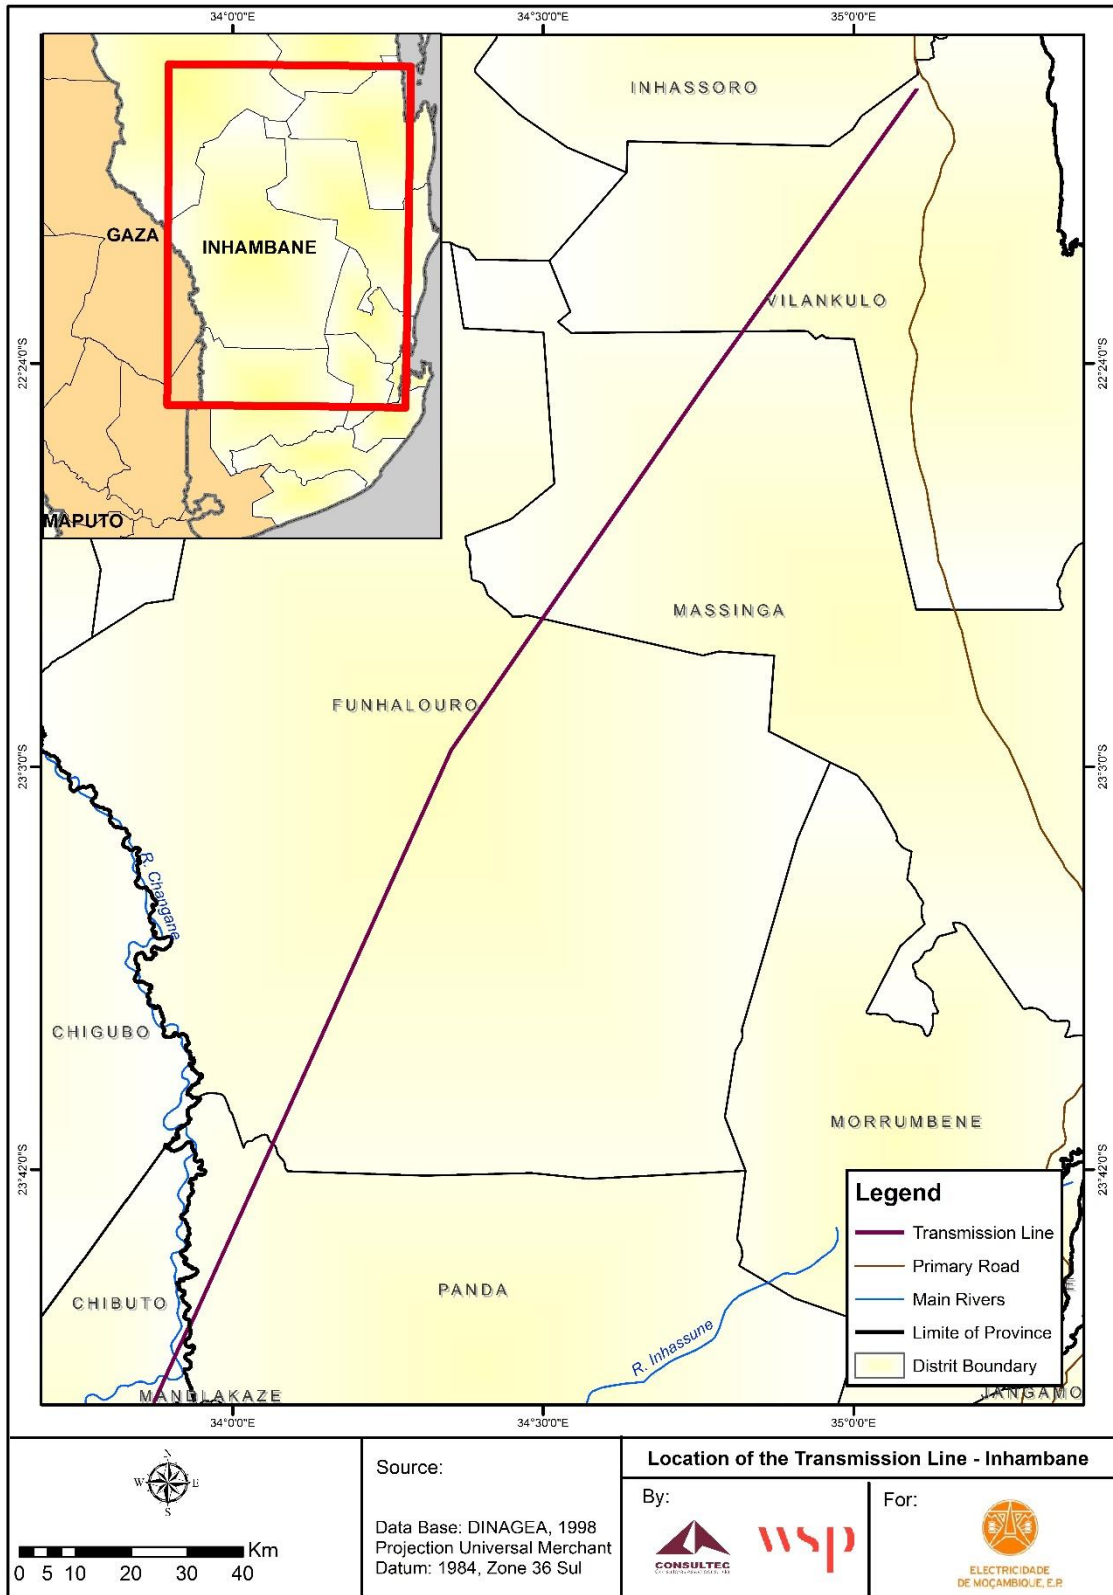 34°0'0"E
34°30'0"E
35°0'0"E
INHASSORO
GAZA
INHAMBANE
MAPUTO
VILANKULO
22°24'0"S
22°24'0"S
MASSINGA
FUNHALOURO
23°3'0"S
23°3'0"S
R. Changane
CHIGUBO
MORRUMBENE
23°42'0"S
23°42'0"S
PANDA
CHIBUTO
R. Inhassune
MANDLAKAZE
JANGAMO
Legend
Transmission Line
Primary Road
Main Rivers
Limite of Province
Distrit Boundary
34°0'0"E
34°30'0"E
35°0'0"E
N
W
E
S
Km
0 5 10 20 30 40
Source:
Data Base: DINAGEA, 1998
Projection Universal Merchant
Datum: 1984, Zone 36 Sul
Location of the Transmission Line - Inhambane
By:
CONSULTEC
wsp
For:
ELECTRICIDADE
DE MOÇAMBIQUE, E.P.